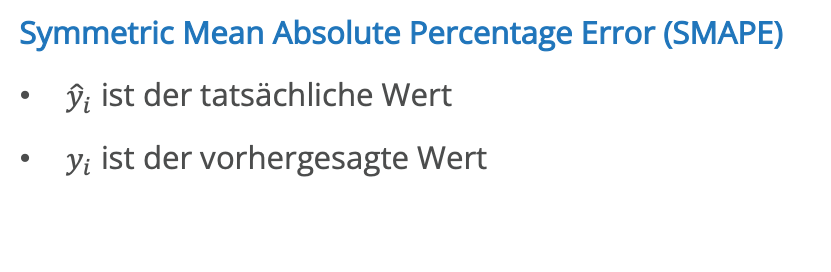 Symmetric Mean Absolute Percentage Error (SMAPE)
• ŷᵢ ist der tatsächliche Wert
• yᵢ ist der vorhergesagte Wert